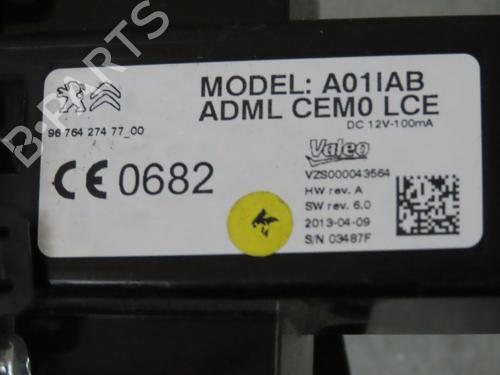 B-PARTS
MODEL: A01IAB
ADML CEM0 LCE
DC 12V-100mA
96 764 274 77_00
Valeo
CE 0682
VZS000043564
HW rev. A
SW rev. 6.0
2013-04-09
S/N 03487F